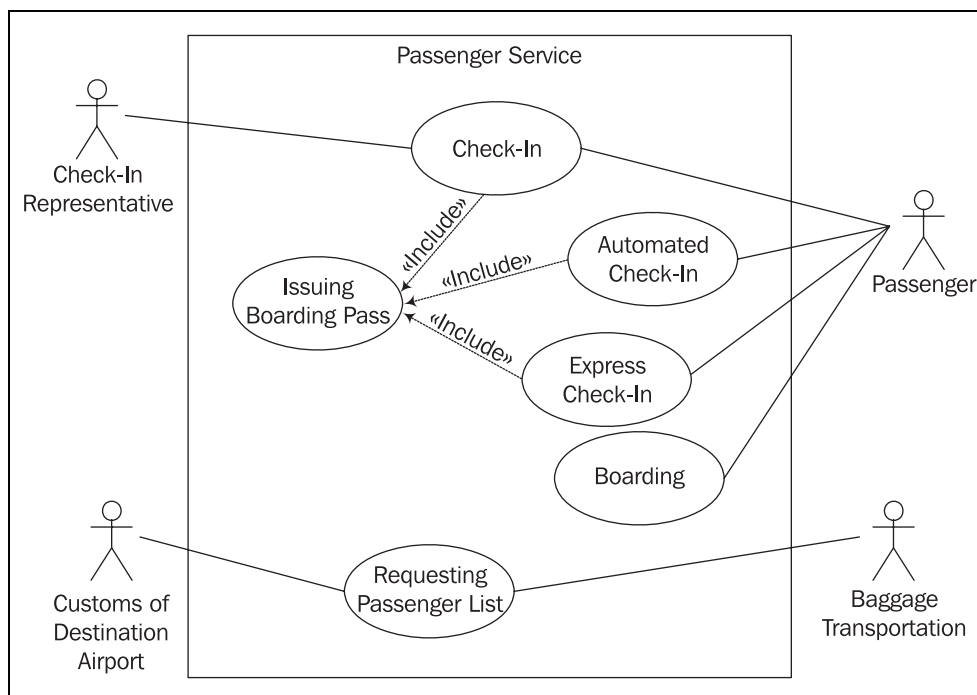 Passenger Service
Check-In
Representative
Check-In
«Include»
«Include»
«Include»
Automated
Check-In
Passenger
Issuing
Boarding Pass
Express
Check-In
Boarding
Customs of
Destination
Airport
Requesting
Passenger List
Baggage
Transportation